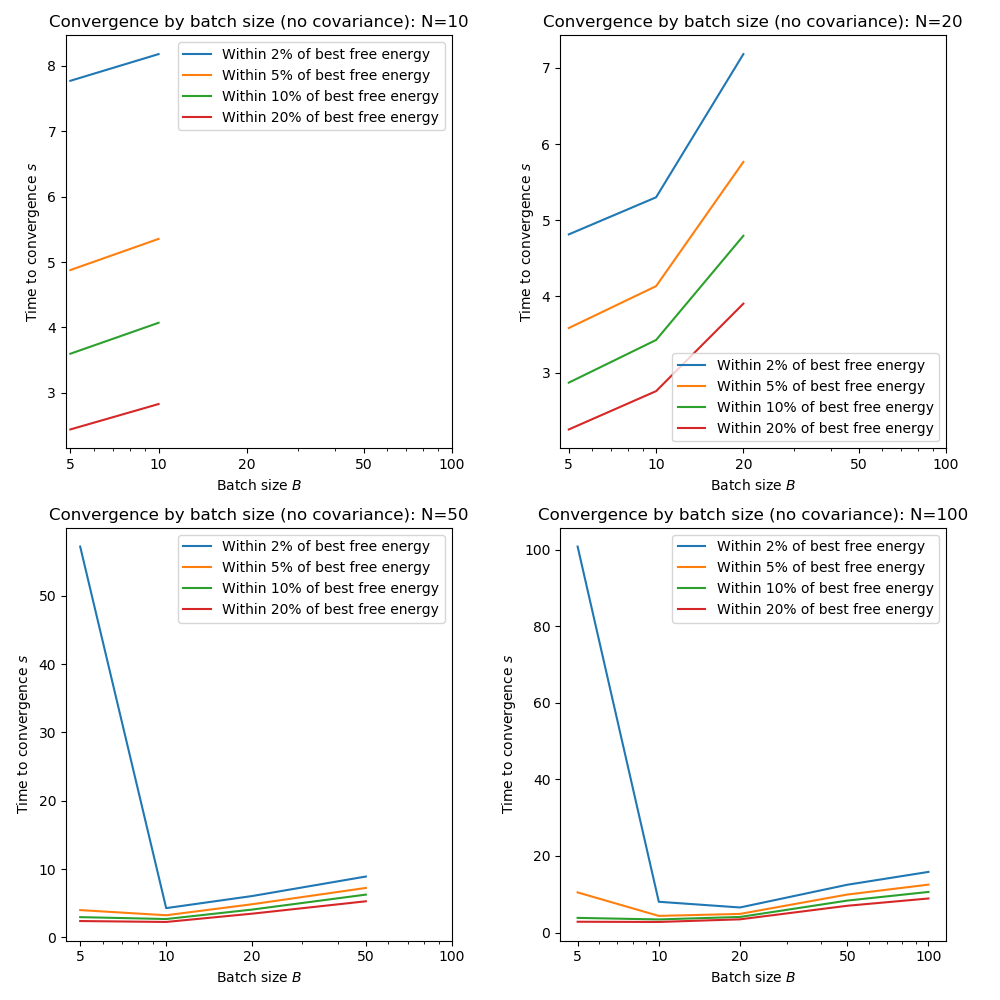 Convergence by batch size (no covariance): N=10
8
7
6
5
4
3
Time to convergence s
Within 2% of best free energy
Within 5% of best free energy
Within 10% of best free energy
Within 20% of best free energy
5 10 20 50 100
Batch size B
Convergence by batch size (no covariance): N=20
7
6
5
4
3
Time to convergence s
Within 2% of best free energy
Within 5% of best free energy
Within 10% of best free energy
Within 20% of best free energy
5 10 20 50 100
Batch size B
Convergence by batch size (no covariance): N=50
50
40
30
20
10
0
Time to convergence s
Within 2% of best free energy
Within 5% of best free energy
Within 10% of best free energy
Within 20% of best free energy
5 10 20 50 100
Batch size B
Convergence by batch size (no covariance): N=100
100
80
60
40
20
0
Time to convergence s
Within 2% of best free energy
Within 5% of best free energy
Within 10% of best free energy
Within 20% of best free energy
5 10 20 50 100
Batch size B